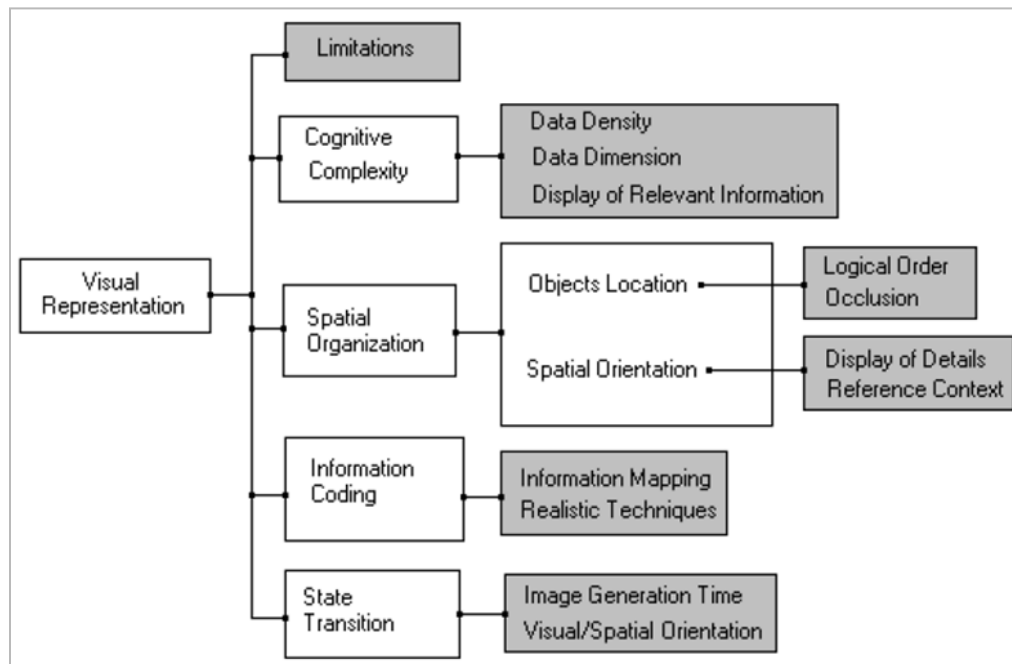 Limitations
Cognitive
Complexity
Data Density
Data Dimension
Display of Relevant Information
Visual
Representation
Spatial
Organization
Objects Location
Logical Order
Occlusion
Spatial Orientation
Display of Details
Reference Context
Information
Coding
Information Mapping
Realistic Techniques
State
Transition
Image Generation Time
Visual/Spatial Orientation